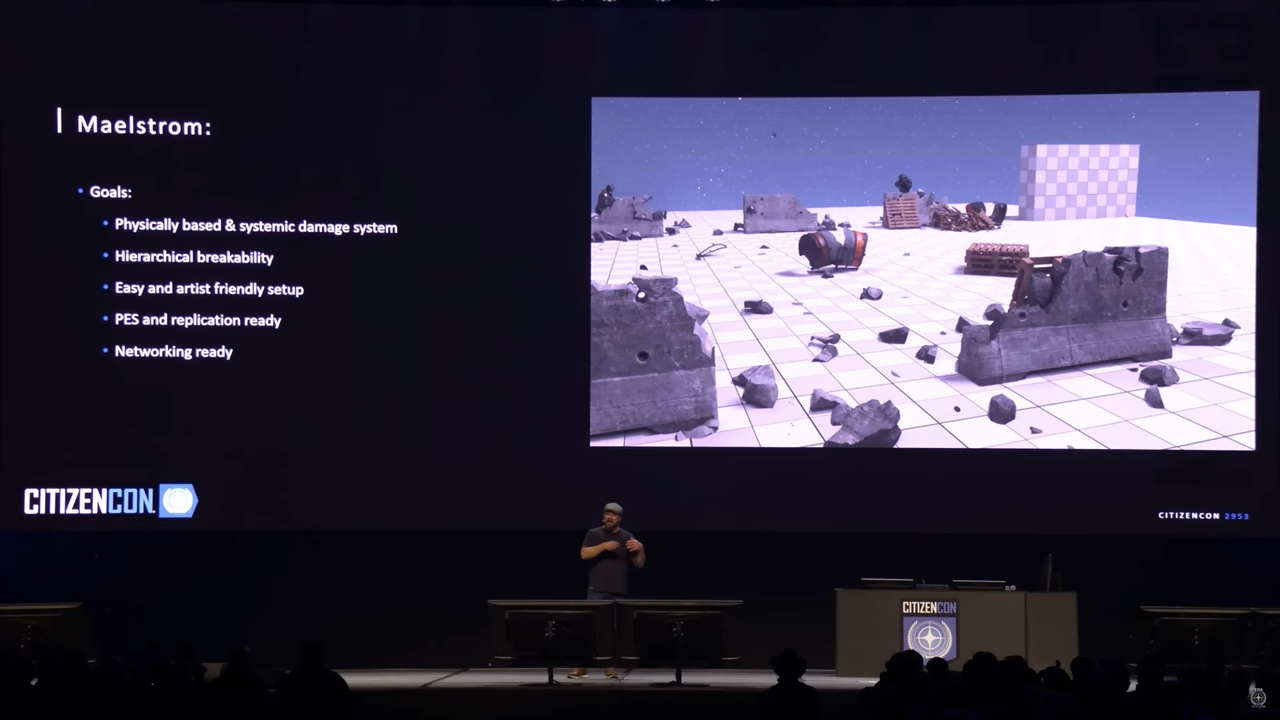 Maelstrom:
Goals:
Physically based & systemic damage system
Hierarchical breakability
Easy and artist friendly setup
PES and replication ready
Networking ready
CITIZENCON
CITIZENCON 2953
CITIZENCON